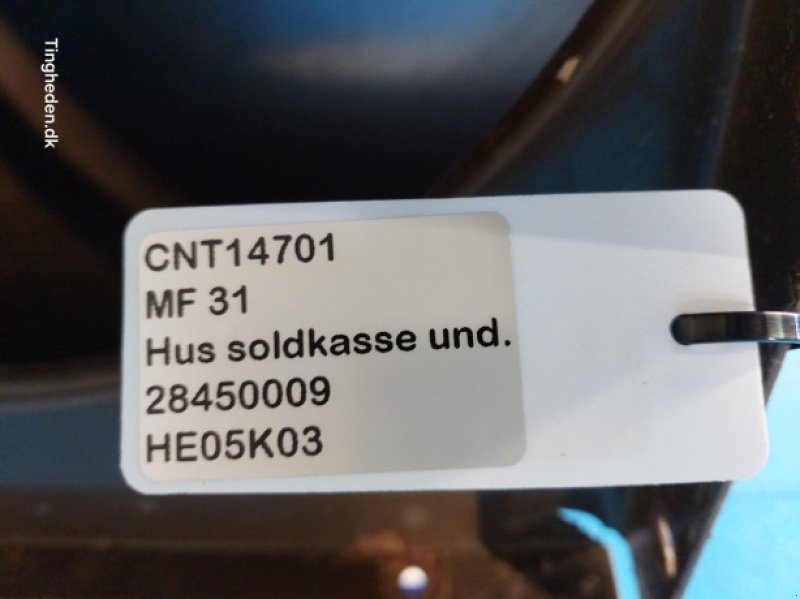 Tingheden.dk
CNT14701
MF 31
Hus soldkasse und.
28450009
HE05K03